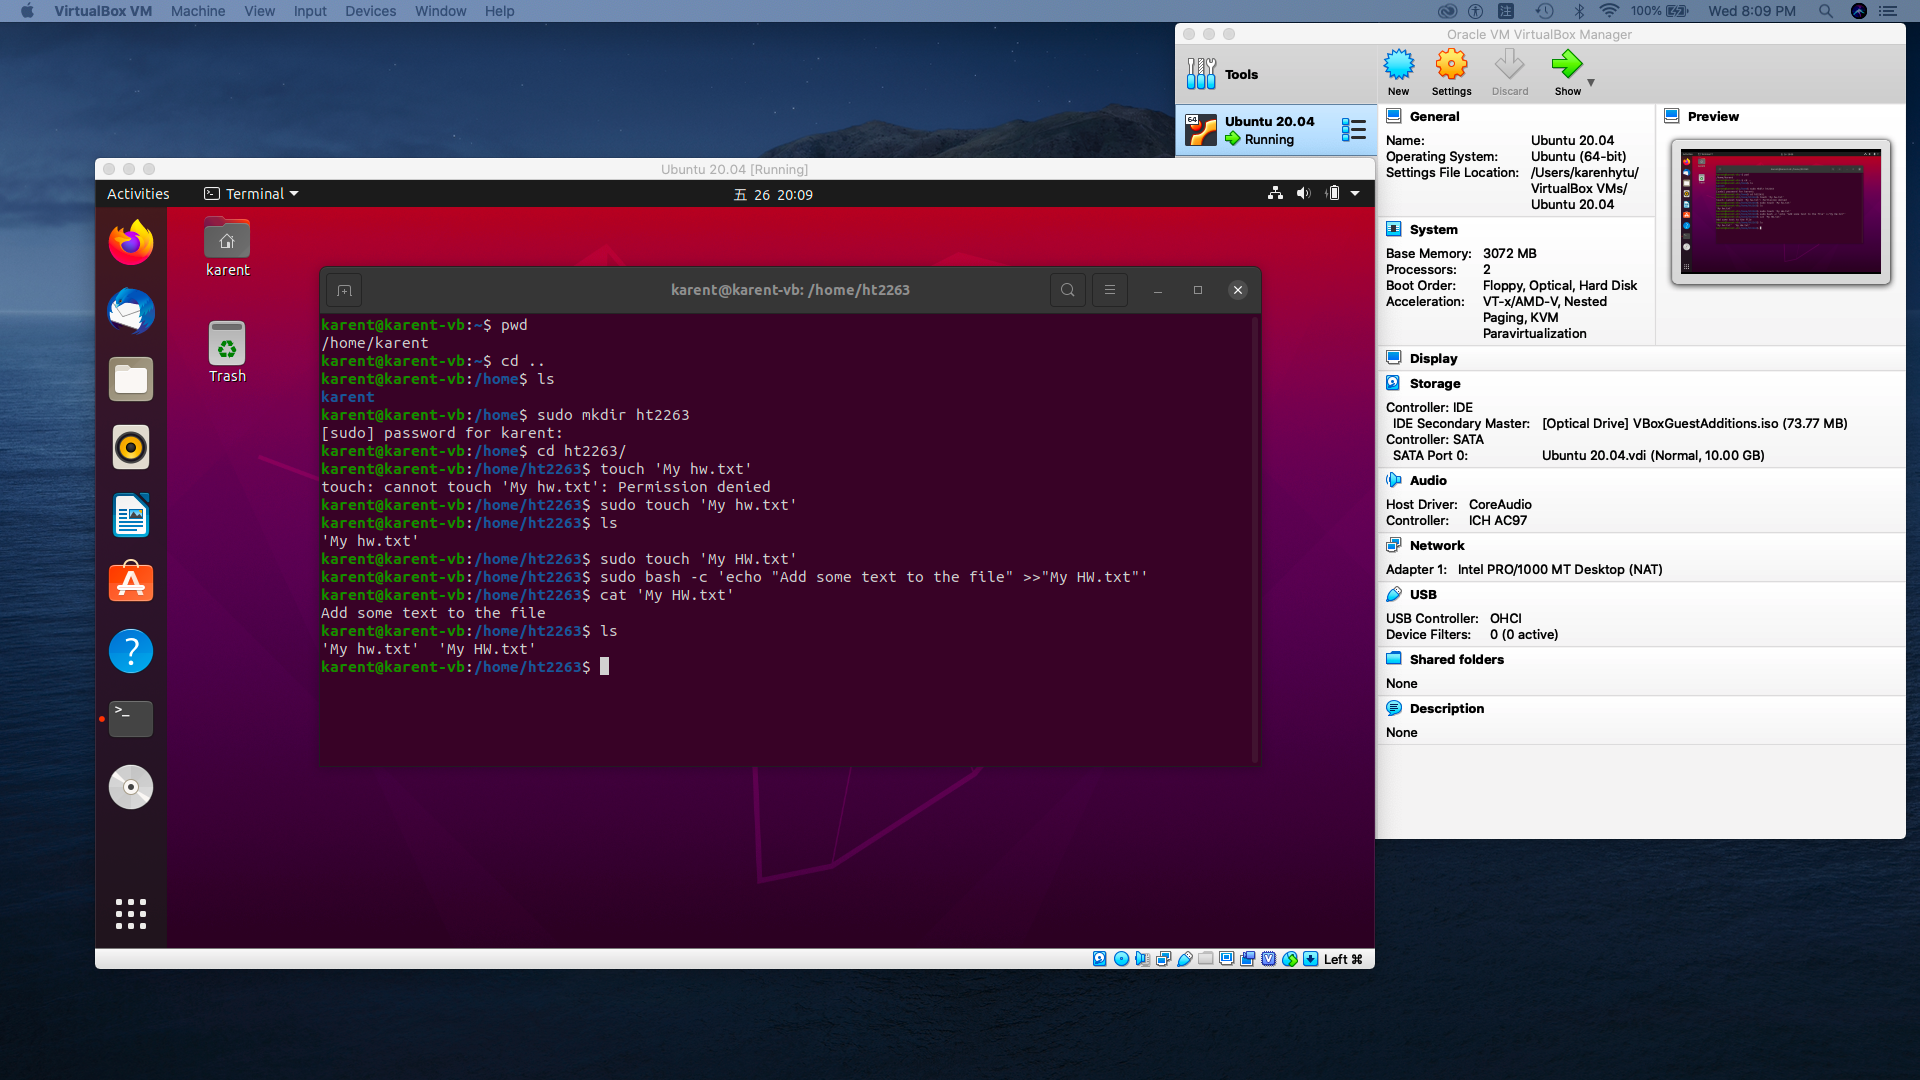 VirtualBox VM Machine View Input Devices Window Help
注 100% Wed 8:09 PM
Oracle VM VirtualBox Manager
Tools
New Settings Discard Show
64 Ubuntu 20.04
Running
General
Name: Ubuntu 20.04
Operating System: Ubuntu (64-bit)
Settings File Location: /Users/karenhytu/
VirtualBox VMs/
Ubuntu 20.04
Preview
System
Base Memory: 3072 MB
Processors: 2
Boot Order: Floppy, Optical, Hard Disk
Acceleration: VT-x/AMD-V, Nested
Paging, KVM
Paravirtualization
Display
Storage
Controller: IDE
IDE Secondary Master: [Optical Drive] VBoxGuestAdditions.iso (73.77 MB)
Controller: SATA
SATA Port 0: Ubuntu 20.04.vdi (Normal, 10.00 GB)
Audio
Host Driver: CoreAudio
Controller: ICH AC97
Network
Adapter 1: Intel PRO/1000 MT Desktop (NAT)
USB
USB Controller: OHCI
Device Filters: 0 (0 active)
Shared folders
None
Description
None
Ubuntu 20.04 [Running]
Activities Terminal 五 26 20:09
karent
Trash
karent@karent-vb: /home/ht2263
karent@karent-vb:~$ pwd
/home/karent
karent@karent-vb:~$ cd ..
karent@karent-vb:/home$ ls
karent
karent@karent-vb:/home$ sudo mkdir ht2263
[sudo] password for karent:
karent@karent-vb:/home$ cd ht2263/
karent@karent-vb:/home/ht2263$ touch 'My hw.txt'
touch: cannot touch 'My hw.txt': Permission denied
karent@karent-vb:/home/ht2263$ sudo touch 'My hw.txt'
karent@karent-vb:/home/ht2263$ ls
'My hw.txt'
karent@karent-vb:/home/ht2263$ sudo touch 'My HW.txt'
karent@karent-vb:/home/ht2263$ sudo bash -c 'echo "Add some text to the file" >>"My HW.txt"'
karent@karent-vb:/home/ht2263$ cat 'My HW.txt'
Add some text to the file
karent@karent-vb:/home/ht2263$ ls
'My hw.txt'  'My HW.txt'
karent@karent-vb:/home/ht2263$
Left ⌘